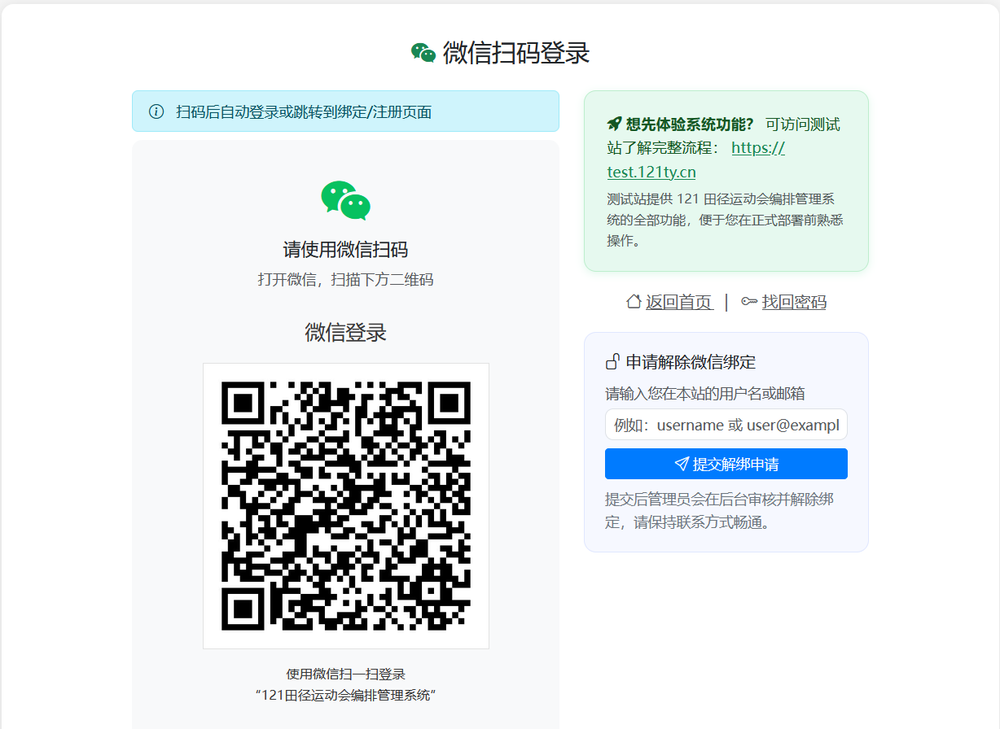 微信扫码登录
扫码后自动登录或跳转到绑定/注册页面
请使用微信扫码
打开微信，扫描下方二维码
微信登录
使用微信扫一扫登录
“121田径运动会编排管理系统”
想先体验系统功能？ 可访问测试
站了解完整流程： https://
test.121ty.cn
测试站提供 121 田径运动会编排管理系
统的全部功能，便于您在正式部署前熟悉
操作。
返回首页 | 找回密码
申请解除微信绑定
请输入您在本站的用户名或邮箱
例如：username 或 user@exampl
提交解绑申请
提交后管理员会在后台审核并解除绑
定，请保持联系方式畅通。